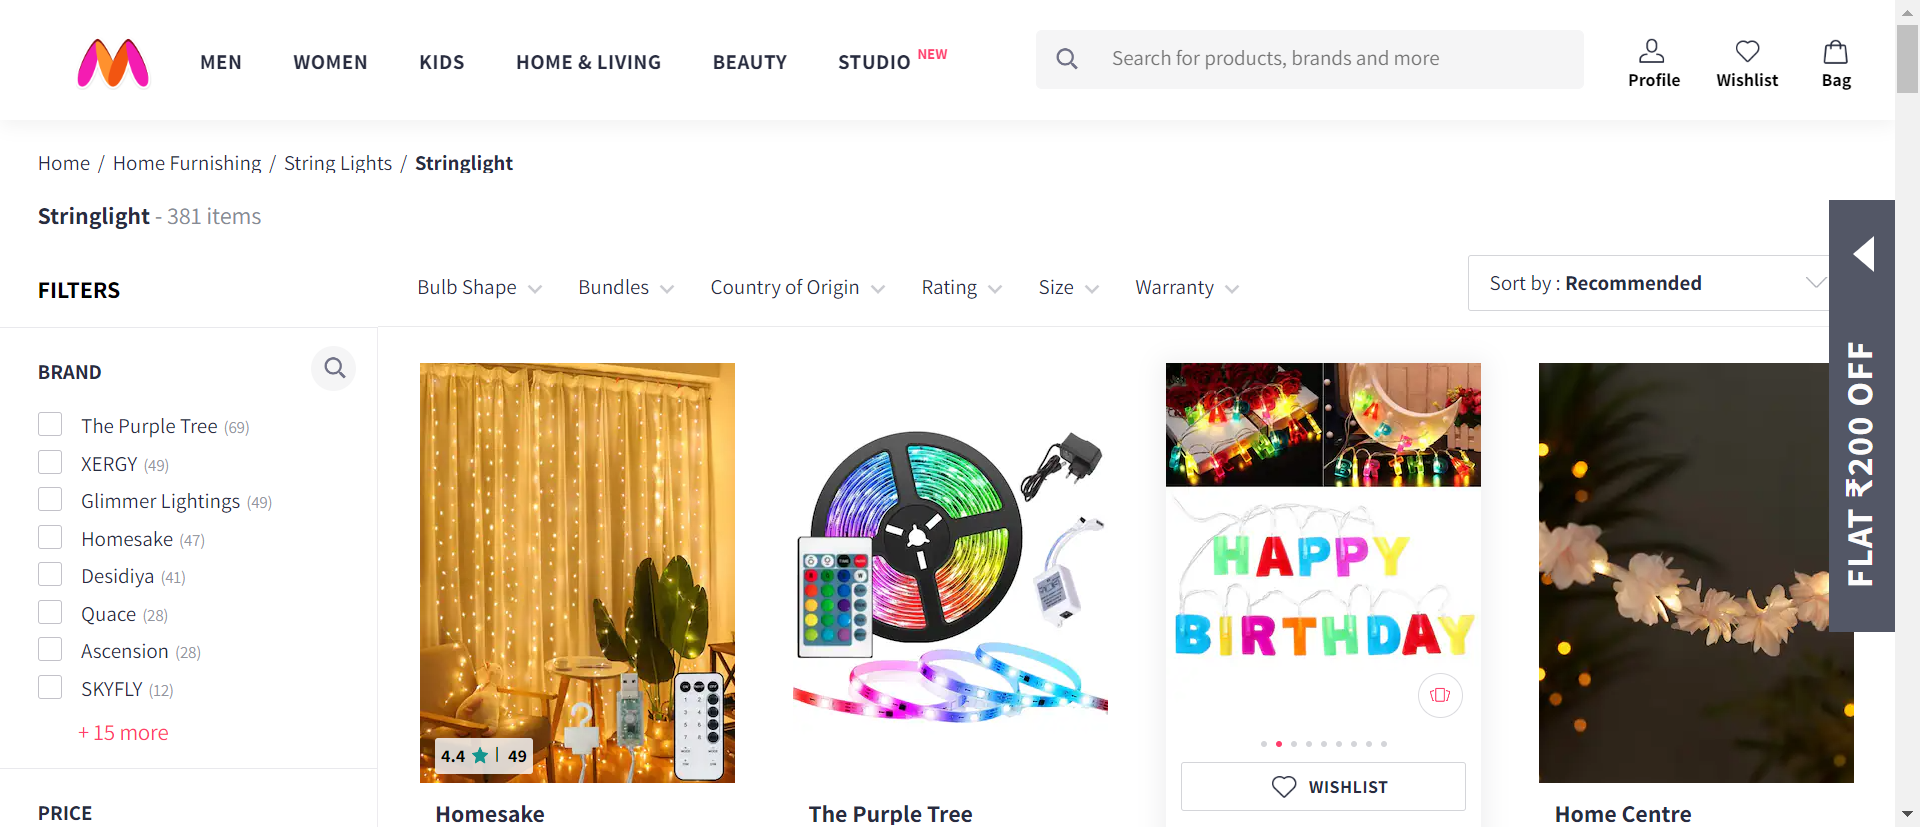 MEN
WOMEN
KIDS
HOME & LIVING
BEAUTY
STUDIO NEW
Search for products, brands and more
Profile
Wishlist
Bag
Home / Home Furnishing / String Lights / Stringlight
Stringlight - 381 items
FILTERS
Bulb Shape
Bundles
Country of Origin
Rating
Size
Warranty
Sort by : Recommended
FLAT ₹200 OFF
BRAND
The Purple Tree (69)
XERGY (49)
Glimmer Lightings (49)
Homesake (47)
Desidiya (41)
Quace (28)
Ascension (28)
SKYFLY (12)
+ 15 more
PRICE
4.4 | 49
Homesake
The Purple Tree
HAPPY
BIRTHDAY
WISHLIST
Home Centre